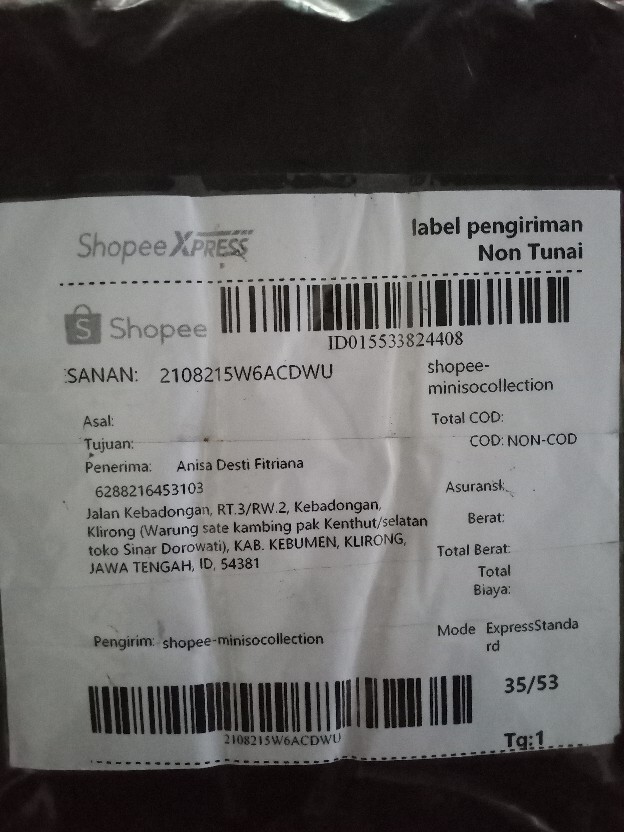 Shopee XPRESS
label pengiriman
Non Tunai
S Shopee
ID015533824408
SANAN: 2108215W6ACDWU
shopee-
minisocollection
Asal:
Total COD:
Tujuan:
COD: NON-COD
Penerima: Anisa Desti Fitriana
6288216453103
Asuransi:
Jalan Kebadongan, RT.3/RW.2, Kebadongan,
Klirong (Warung sate kambing pak Kenthut/selatan
toko Sinar Dorowati), KAB. KEBUMEN, KLIRONG,
JAWA TENGAH, ID, 54381
Berat:
Total Berat:
Total
Biaya:
Pengirim: shopee-minisocollection
Mode ExpressStanda
rd
35/53
2108215W6ACDWU
Tg:1